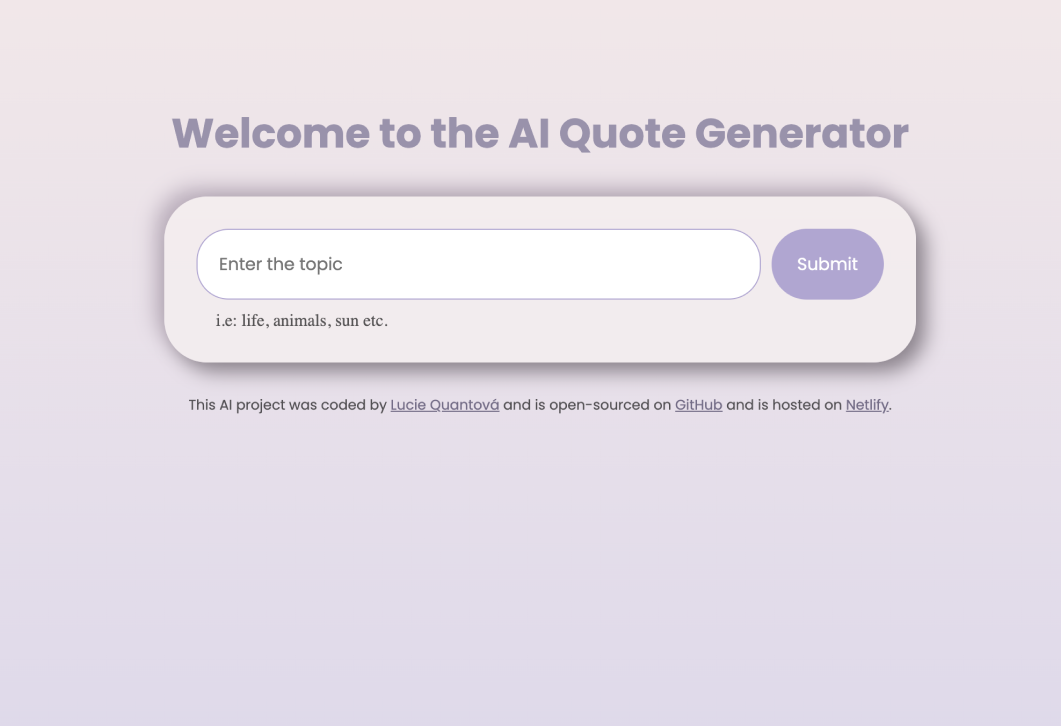 Welcome to the AI Quote Generator
Enter the topic
Submit
i.e: life, animals, sun etc.
This AI project was coded by Lucie Quantová and is open-sourced on GitHub and is hosted on Netlify.